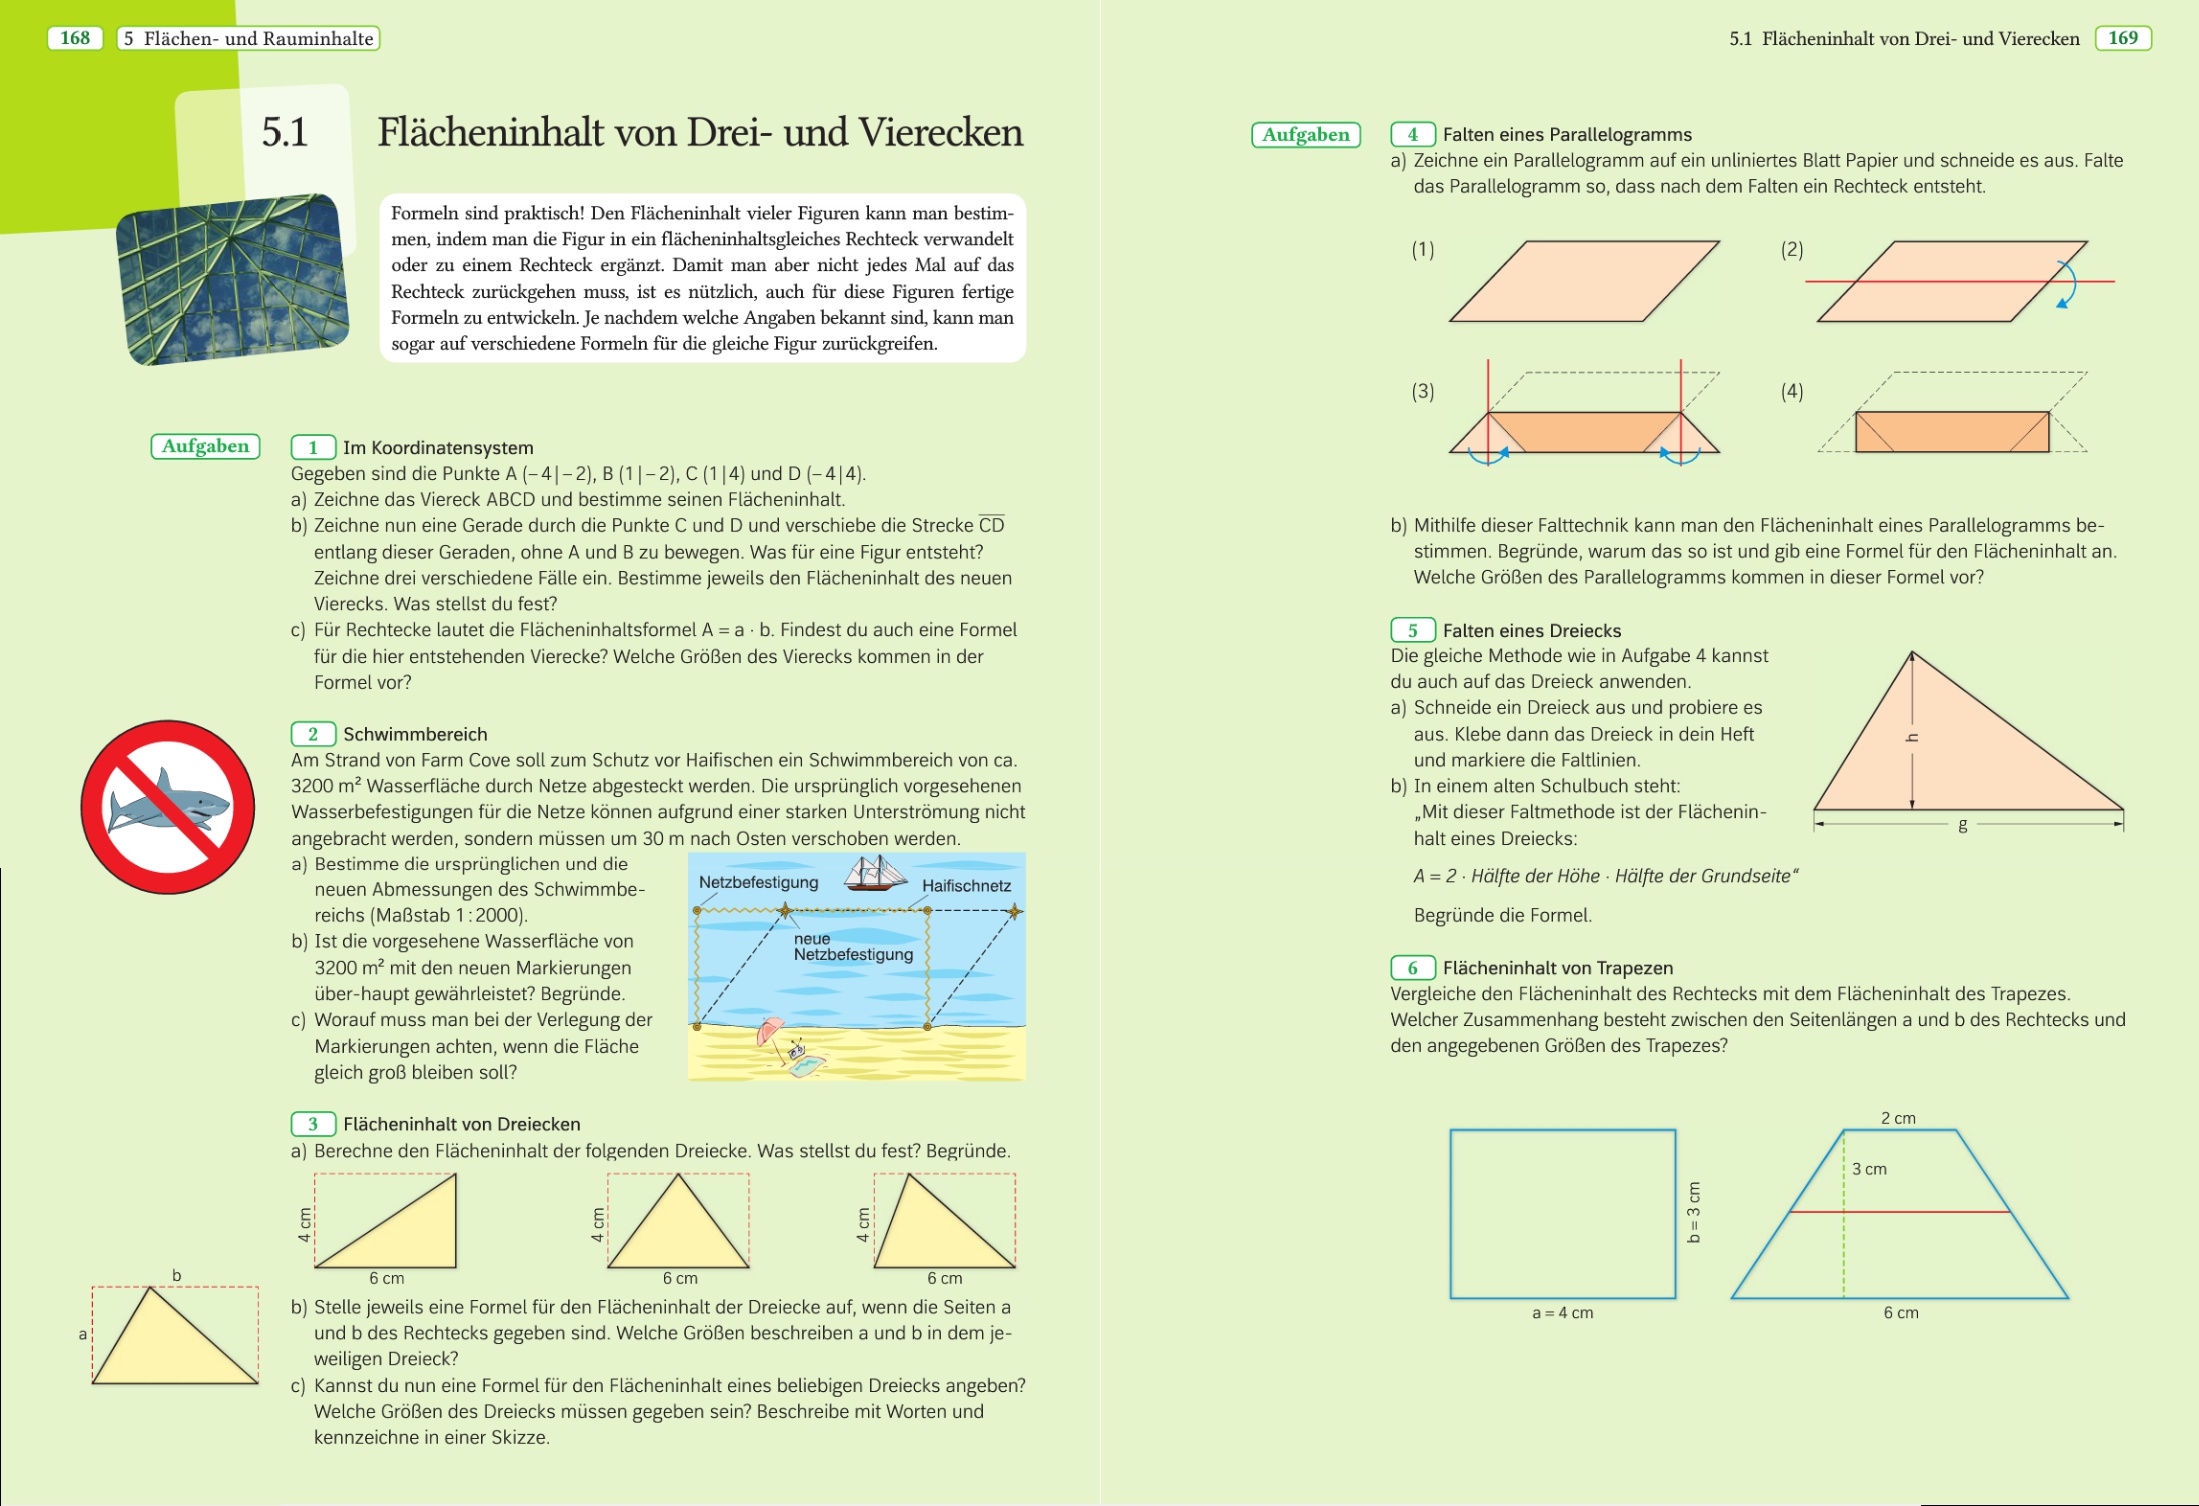 168
5 Flächen- und Rauminhalte
5.1 Flächeninhalt von Drei- und Vierecken
Formeln sind praktisch! Den Flächeninhalt vieler Figuren kann man bestim-
men, indem man die Figur in ein flächeninhaltsgleiches Rechteck verwandelt
oder zu einem Rechteck ergänzt. Damit man aber nicht jedes Mal auf das
Rechteck zurückgehen muss, ist es nützlich, auch für diese Figuren fertige
Formeln zu entwickeln. Je nachdem welche Angaben bekannt sind, kann man
sogar auf verschiedene Formeln für die gleiche Figur zurückgreifen.
Aufgaben
1 Im Koordinatensystem
Gegeben sind die Punkte A (– 4 | – 2), B (1 | – 2), C (1 | 4) und D (– 4 | 4).
a) Zeichne das Viereck ABCD und bestimme seinen Flächeninhalt.
b) Zeichne nun eine Gerade durch die Punkte C und D und verschiebe die Strecke C̅D̅
entlang dieser Geraden, ohne A und B zu bewegen. Was für eine Figur entsteht?
Zeichne drei verschiedene Fälle ein. Bestimme jeweils den Flächeninhalt des neuen
Vierecks. Was stellst du fest?
c) Für Rechtecke lautet die Flächeninhaltsformel A = a · b. Findest du auch eine Formel
für die hier entstehenden Vierecke? Welche Größen des Vierecks kommen in der
Formel vor?
2 Schwimmbereich
Am Strand von Farm Cove soll zum Schutz vor Haifischen ein Schwimmbereich von ca.
3200 m² Wasserfläche durch Netze abgesteckt werden. Die ursprünglich vorgesehenen
Wasserbefestigungen für die Netze können aufgrund einer starken Unterströmung nicht
angebracht werden, sondern müssen um 30 m nach Osten verschoben werden.
a) Bestimme die ursprünglichen und die
neuen Abmessungen des Schwimmbe-
reichs (Maßstab 1 : 2000).
b) Ist die vorgesehene Wasserfläche von
3200 m² mit den neuen Markierungen
über-haupt gewährleistet? Begründe.
c) Worauf muss man bei der Verlegung der
Markierungen achten, wenn die Fläche
gleich groß bleiben soll?
Netzbefestigung
Haifischnetz
neue
Netzbefestigung
3 Flächeninhalt von Dreiecken
a) Berechne den Flächeninhalt der folgenden Dreiecke. Was stellst du fest? Begründe.
4 cm
6 cm
4 cm
6 cm
4 cm
6 cm
b
a
b) Stelle jeweils eine Formel für den Flächeninhalt der Dreiecke auf, wenn die Seiten a
und b des Rechtecks gegeben sind. Welche Größen beschreiben a und b in dem je-
weiligen Dreieck?
c) Kannst du nun eine Formel für den Flächeninhalt eines beliebigen Dreiecks angeben?
Welche Größen des Dreiecks müssen gegeben sein? Beschreibe mit Worten und
kennzeichne in einer Skizze.
5.1 Flächeninhalt von Drei- und Vierecken
169
Aufgaben
4 Falten eines Parallelogramms
a) Zeichne ein Parallelogramm auf ein unliniertes Blatt Papier und schneide es aus. Falte
das Parallelogramm so, dass nach dem Falten ein Rechteck entsteht.
(1)
(2)
(3)
(4)
b) Mithilfe dieser Falttechnik kann man den Flächeninhalt eines Parallelogramms be-
stimmen. Begründe, warum das so ist und gib eine Formel für den Flächeninhalt an.
Welche Größen des Parallelogramms kommen in dieser Formel vor?
5 Falten eines Dreiecks
Die gleiche Methode wie in Aufgabe 4 kannst
du auch auf das Dreieck anwenden.
a) Schneide ein Dreieck aus und probiere es
aus. Klebe dann das Dreieck in dein Heft
und markiere die Faltlinien.
b) In einem alten Schulbuch steht:
„Mit dieser Faltmethode ist der Flächenin-
halt eines Dreiecks:
A = 2 · Hälfte der Höhe · Hälfte der Grundseite“
Begründe die Formel.
h
g
6 Flächeninhalt von Trapezen
Vergleiche den Flächeninhalt des Rechtecks mit dem Flächeninhalt des Trapezes.
Welcher Zusammenhang besteht zwischen den Seitenlängen a und b des Rechtecks und
den angegebenen Größen des Trapezes?
b = 3 cm
a = 4 cm
2 cm
3 cm
6 cm